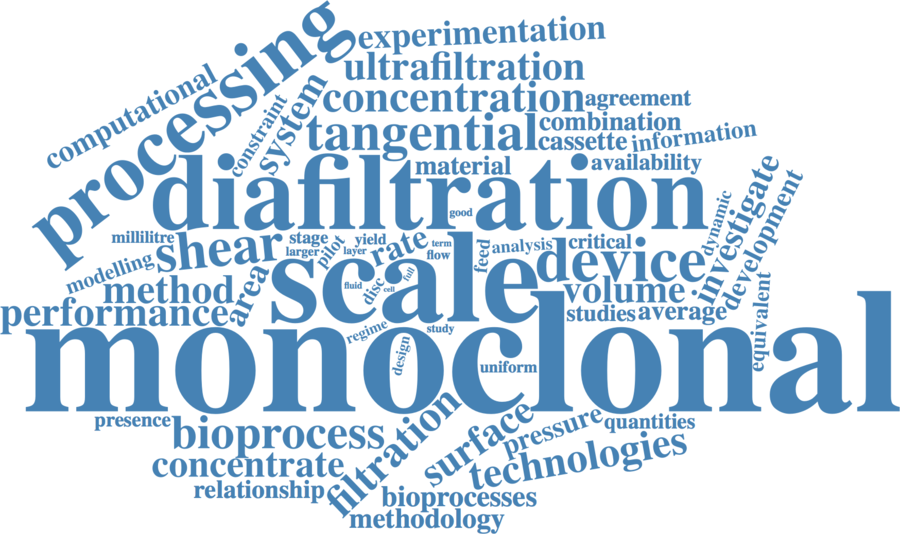 processing
experimentation
computational
ultrafiltration
constraint
system
concentration
agreement
tangential
combination
cassette
information
material
availability
diafiltration
good
investigate
development
dynamic
millilitre
shear
stage
larger
pilot
layer
yield
rate
term
flow
feed
analysis
critical
device
modelling
method
area
scale
fluid
disc
cell
full
volume
performance
studies
average
equivalent
regime
study
monoclonal
design
uniform
presence
bioprocess
filtration
surface
pressure
quantities
concentrate
technologies
relationship
bioprocesses
methodology